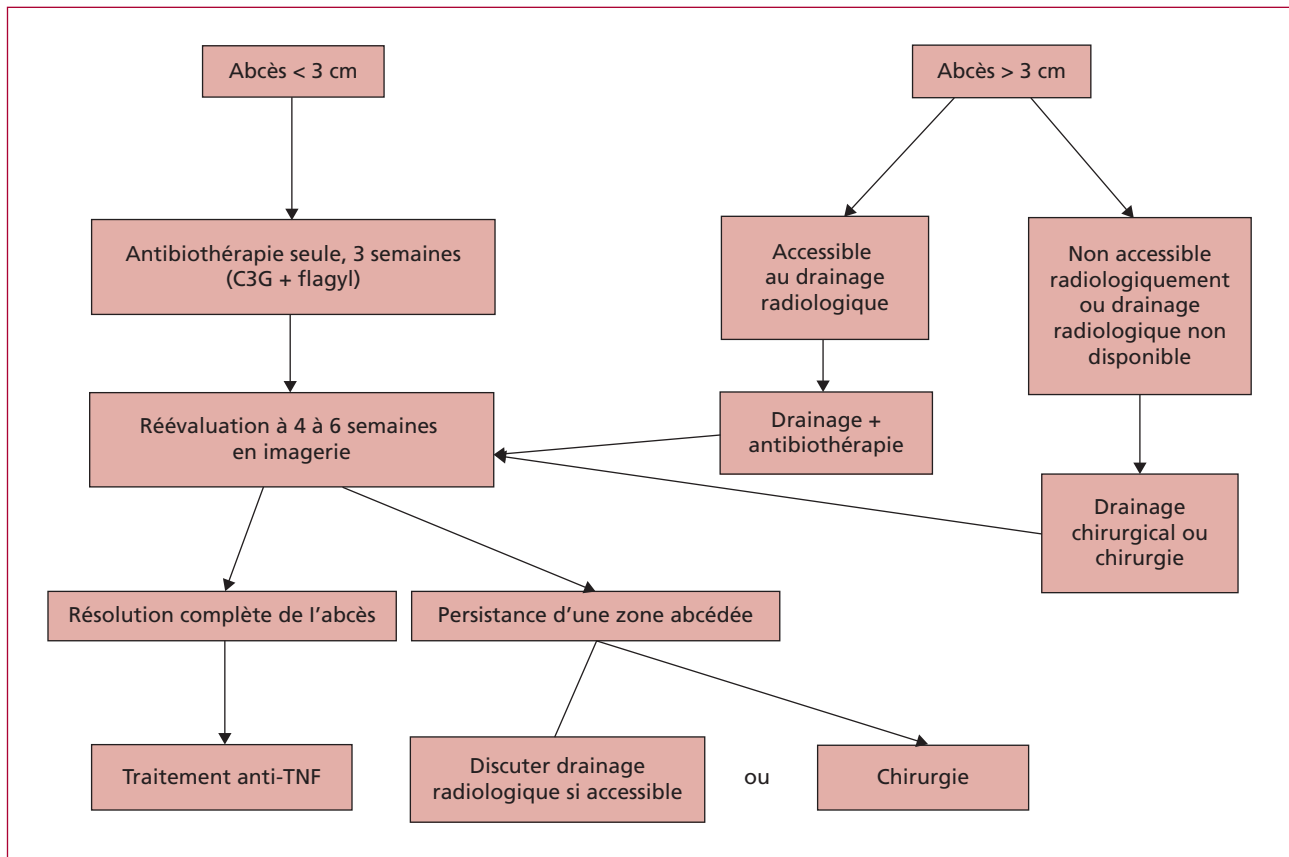 Abcès < 3 cm
Abcès > 3 cm
Antibiothérapie seule, 3 semaines
(C3G + flagyl)
Accessible
au drainage
radiologique
Non accessible
radiologiquement
ou drainage
radiologique non
disponible
Réévaluation à 4 à 6 semaines
en imagerie
Drainage +
antibiothérapie
Drainage
chirurgical ou
chirurgie
Résolution complète de l'abcès
Persistance d'une zone abcédée
Traitement anti-TNF
Discuter drainage
radiologique si accessible
ou
Chirurgie